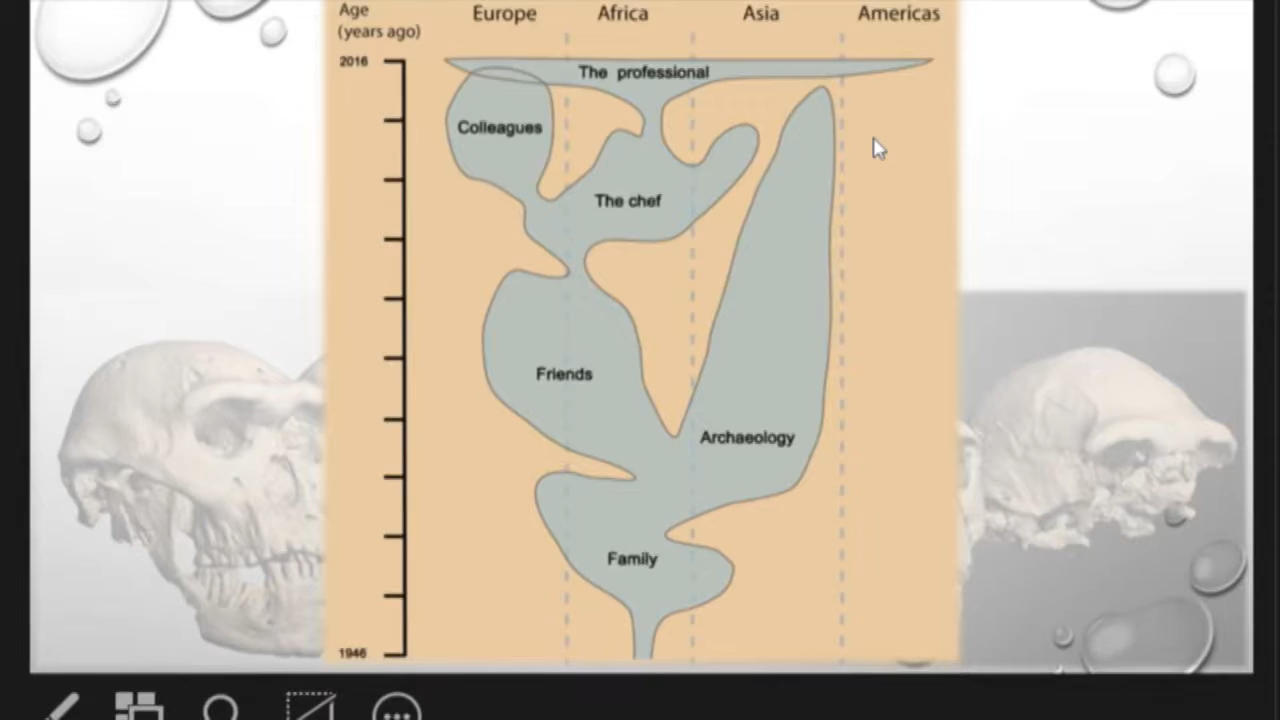 Age
(years ago)
Europe
Africa
Asia
Americas
2016
The professional
Colleagues
The chef
Friends
Archaeology
Family
1946